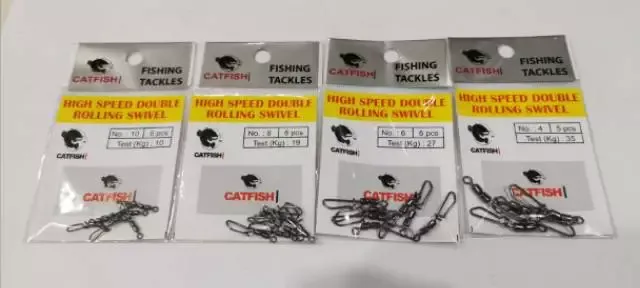 CATFISH
FISHING
TACKLES
HIGH SPEED DOUBLE
ROLLING SWIVEL
No. : 10 6 pcs
Test (Kg) : 10
CATFISH
CATFISH
CATFISH
FISHING
TACKLES
HIGH SPEED DOUBLE
ROLLING SWIVEL
No. : 8 6 pcs
Test (Kg) : 19
CATFISH
CATFISH
CATFISH
FISHING
TACKLES
HIGH SPEED DOUBLE
ROLLING SWIVEL
No. : 6 6 pcs
Test (Kg) : 27
CATFISH
CATFISH
CATFISH
FISHING
TACKLES
HIGH SPEED DOUBLE
ROLLING SWIVEL
No. : 4 5 pcs
Test (Kg) : 35
CATFISH
CATFISH